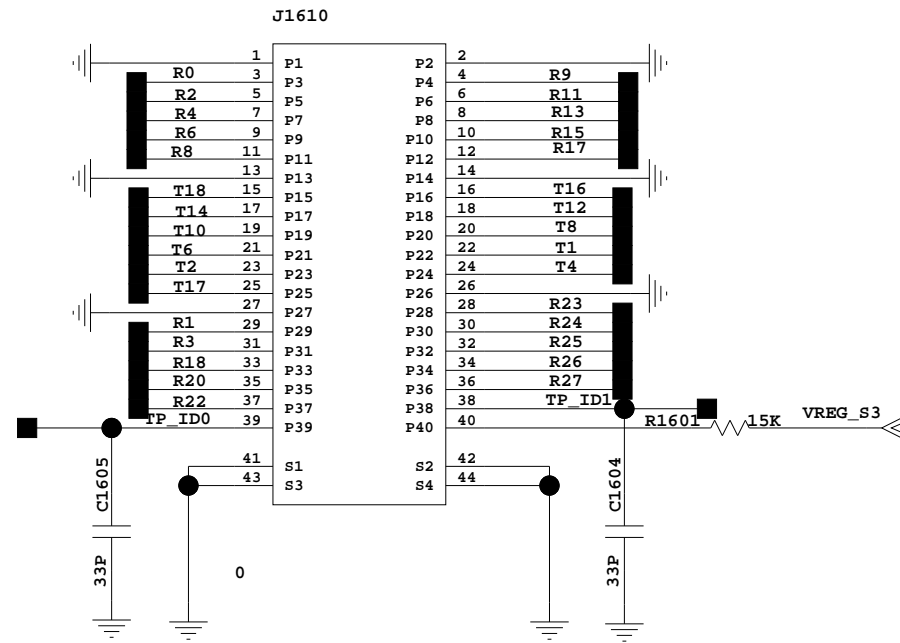 J1610
1 P1 P2 2
R0 3 P3 P4 4 R9
R2 5 P5 P6 6 R11
R4 7 P7 P8 8 R13
R6 9 P9 P10 10 R15
R8 11 P11 P12 12 R17
13 P13 P14 14
T18 15 P15 P16 16 T16
T14 17 P17 P18 18 T12
T10 19 P19 P20 20 T8
T6 21 P21 P22 22 T1
T2 23 P23 P24 24 T4
T17 25 P25 P26 26
27 P27 P28 28 R23
R1 29 P29 P30 30 R24
R3 31 P31 P32 32 R25
R18 33 P33 P34 34 R26
R20 35 P35 P36 36 R27
R22 37 P37 P38 38 TP_ID1
TP_ID0 39 P39 P40 40 R1601 15K VREG_S3
41 S1 S2 42
43 S3 S4 44
C1605 C1604
33P 0 33P